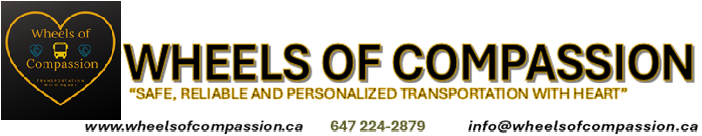 Wheels of
Compassion
TRANSPORTATION
WITH HEART
WHEELS OF COMPASSION
“SAFE, RELIABLE AND PERSONALIZED TRANSPORTATION WITH HEART”
www.wheelsofcompassion.ca 647 224-2879 info@wheelsofcompassion.ca